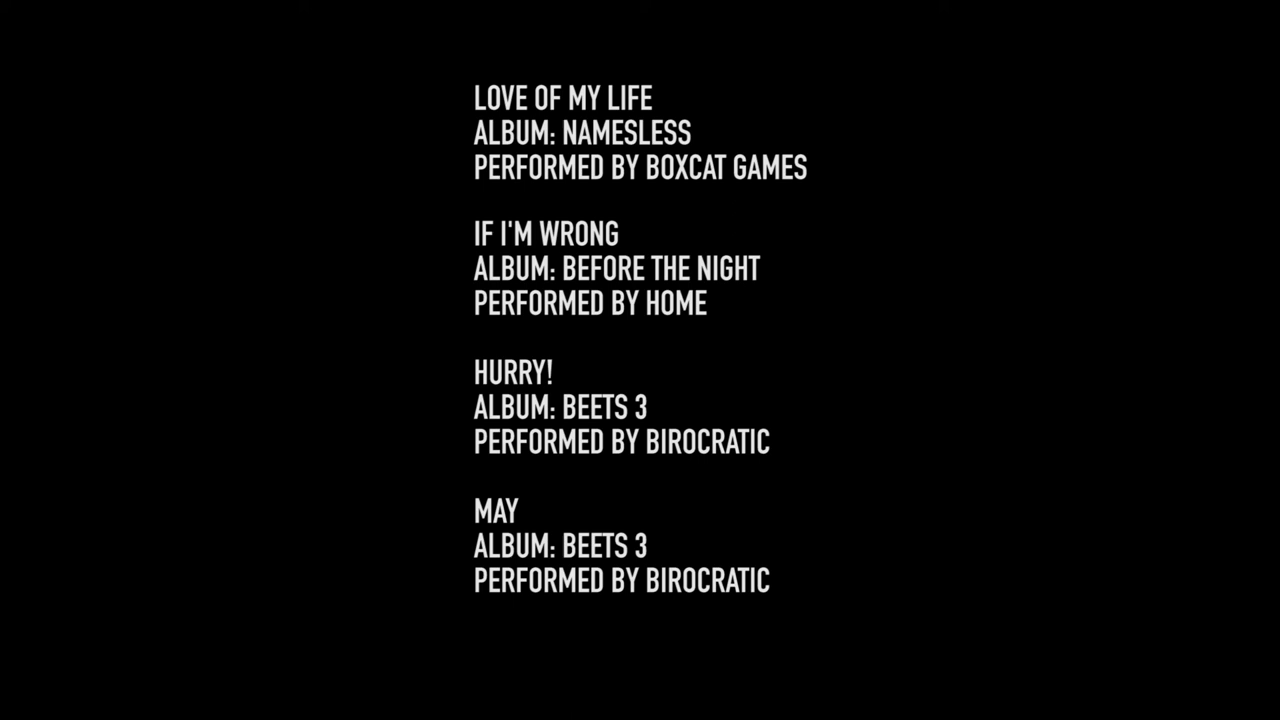 LOVE OF MY LIFE
ALBUM: NAMESLESS
PERFORMED BY BOXCAT GAMES
IF I'M WRONG
ALBUM: BEFORE THE NIGHT
PERFORMED BY HOME
HURRY!
ALBUM: BEETS 3
PERFORMED BY BIROCRATIC
MAY
ALBUM: BEETS 3
PERFORMED BY BIROCRATIC